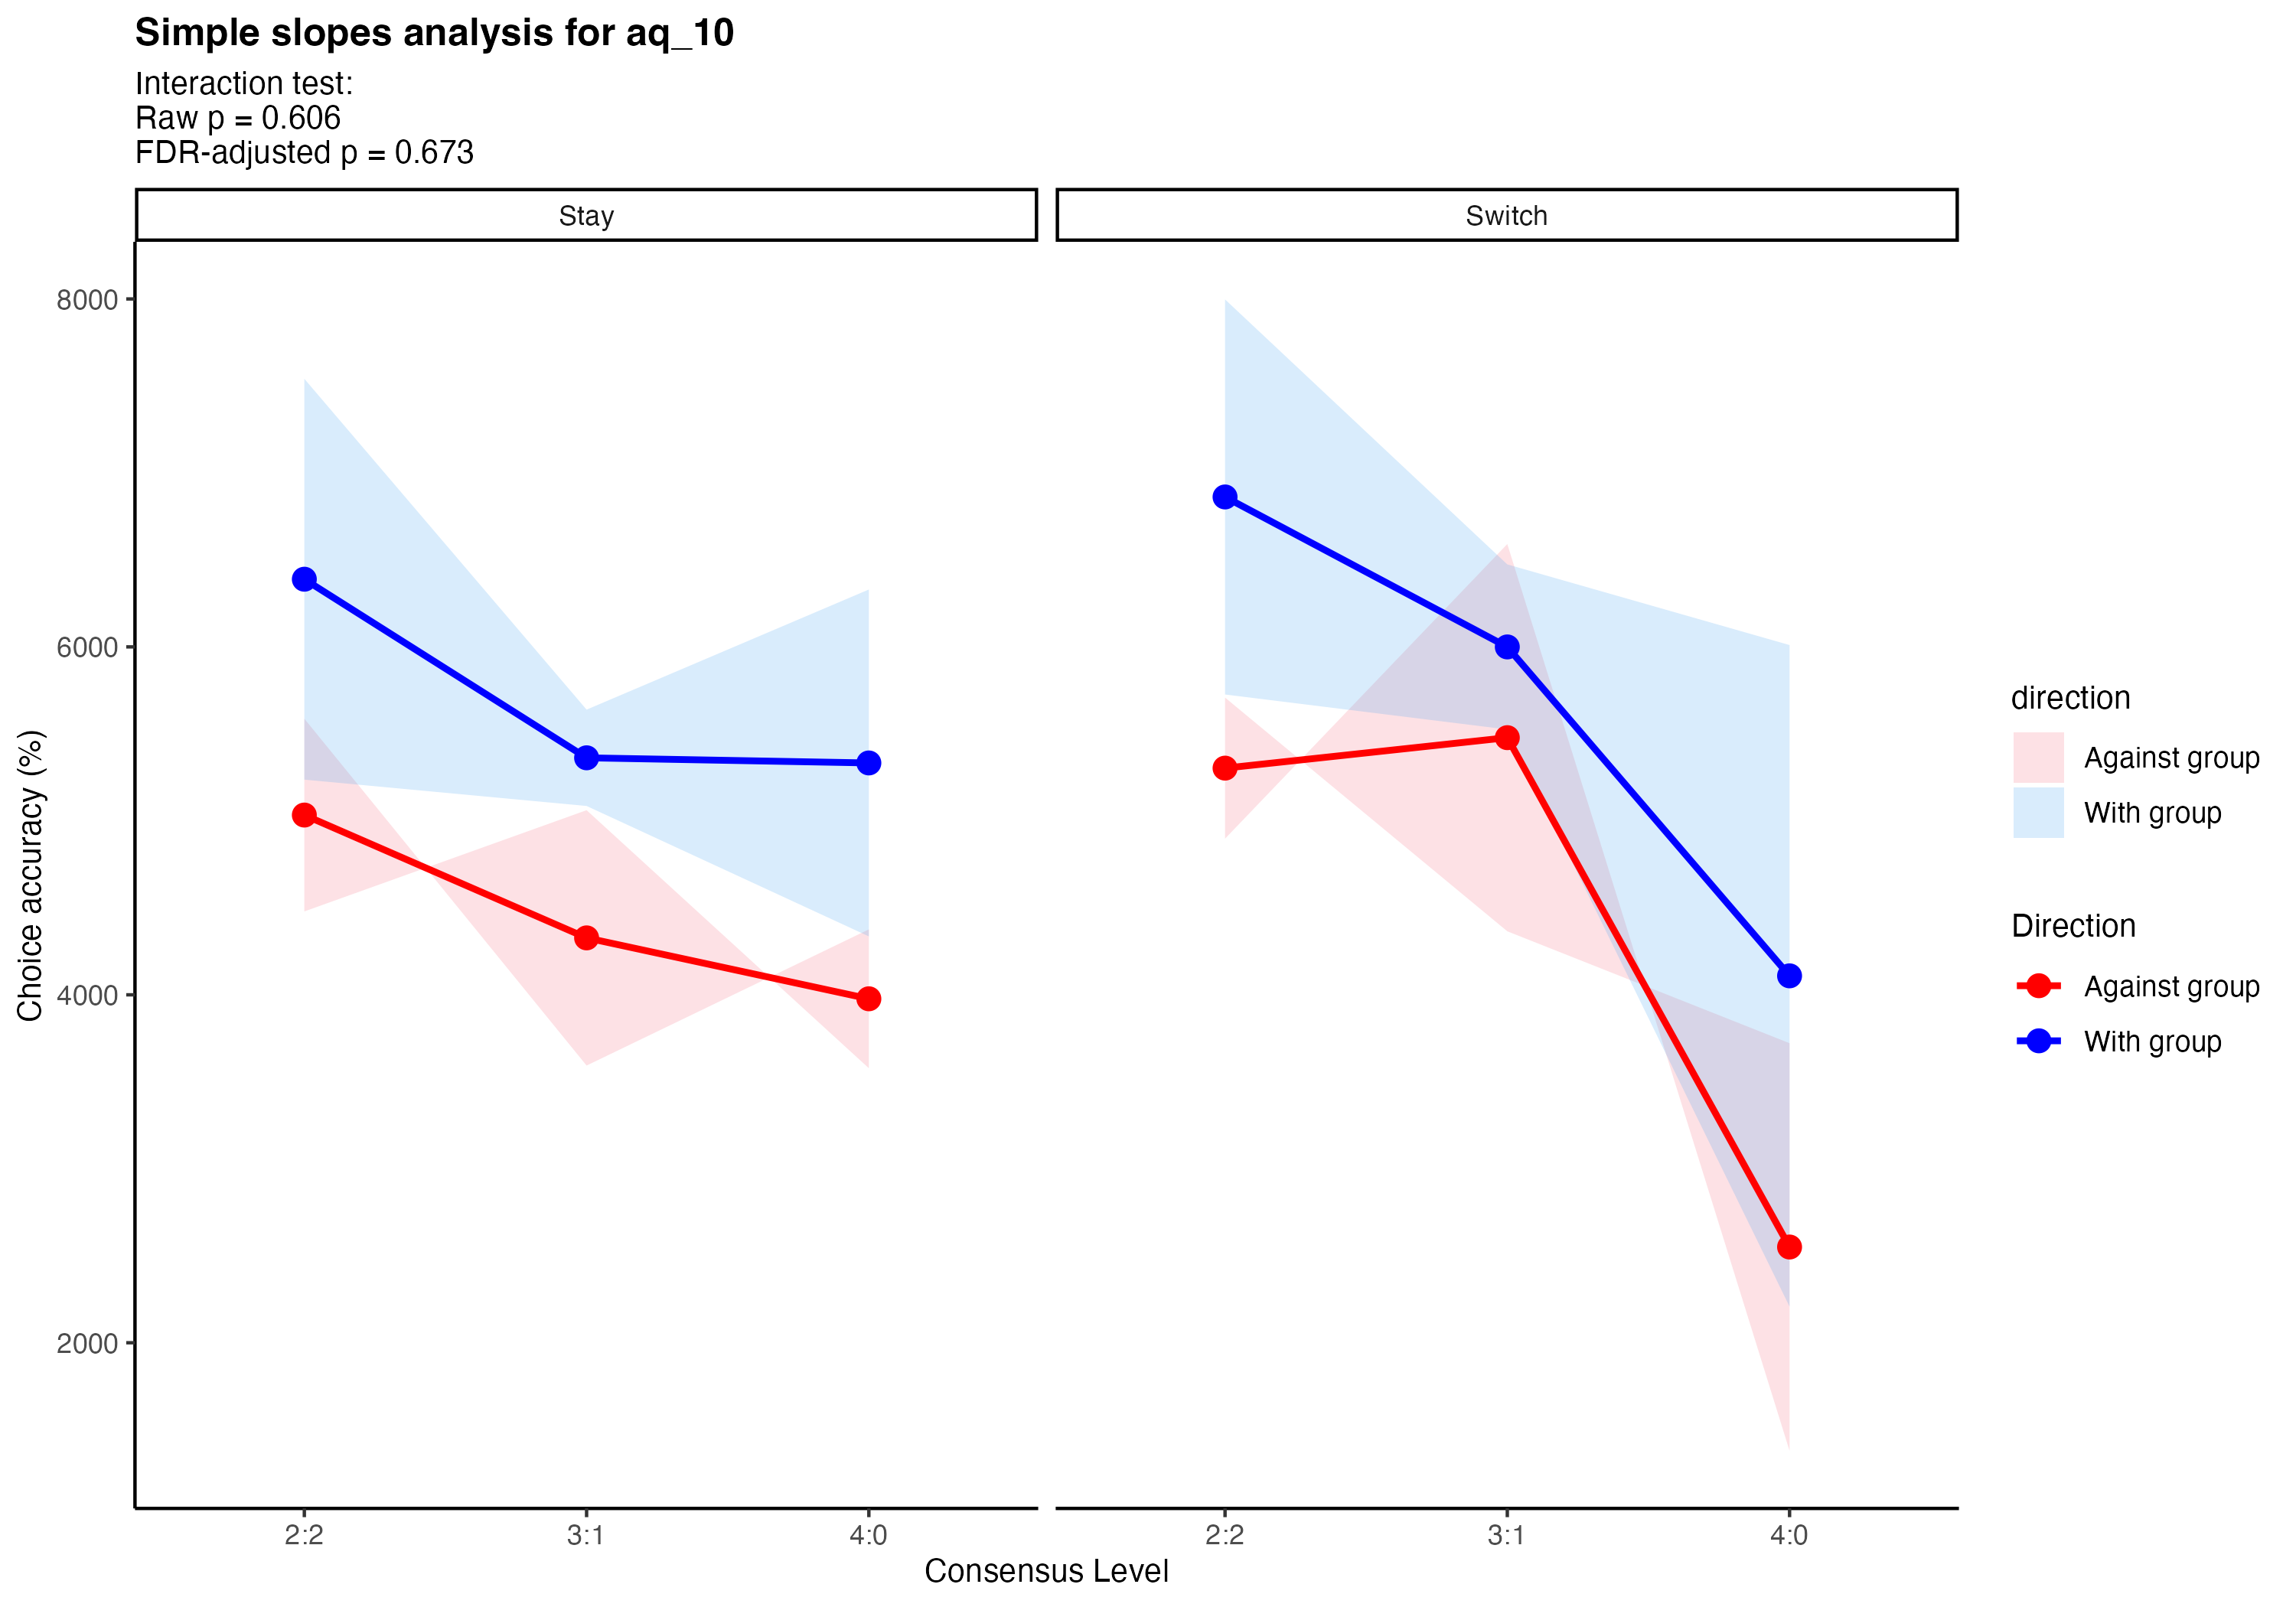 Simple slopes analysis for aq_10
Interaction test:
Raw p = 0.606
FDR-adjusted p = 0.673
Stay
Switch
Choice accuracy (%)
8000
6000
4000
2000
2:2
3:1
4:0
2:2
3:1
4:0
Consensus Level
direction
Against group
With group
Direction
Against group
With group